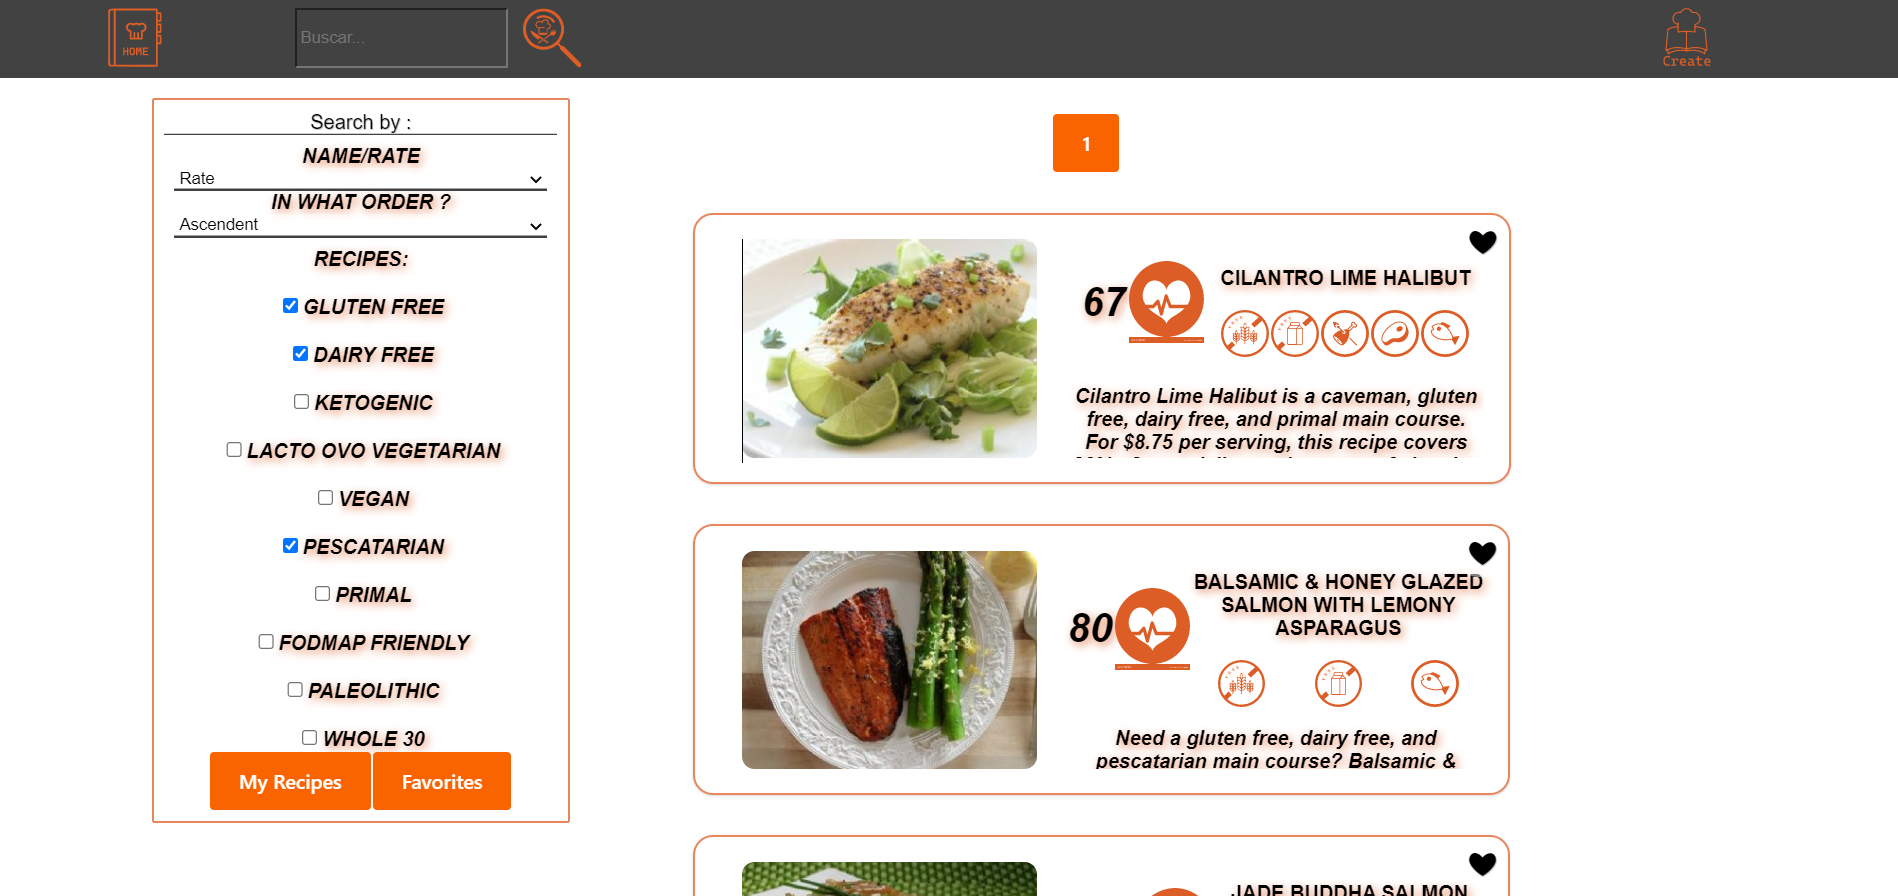 HOME
Buscar...
Create
Search by :
NAME/RATE
Rate
IN WHAT ORDER ?
Ascendent
RECIPES:
GLUTEN FREE
DAIRY FREE
KETOGENIC
LACTO OVO VEGETARIAN
VEGAN
PESCATARIAN
PRIMAL
FODMAP FRIENDLY
PALEOLITHIC
WHOLE 30
My Recipes
Favorites
1
67
CILANTRO LIME HALIBUT
Cilantro Lime Halibut is a caveman, gluten
free, dairy free, and primal main course.
For $8.75 per serving, this recipe covers
80
BALSAMIC & HONEY GLAZED
SALMON WITH LEMONY
ASPARAGUS
Need a gluten free, dairy free, and
pescatarian main course? Balsamic &
JADE BUDDHA SALMON